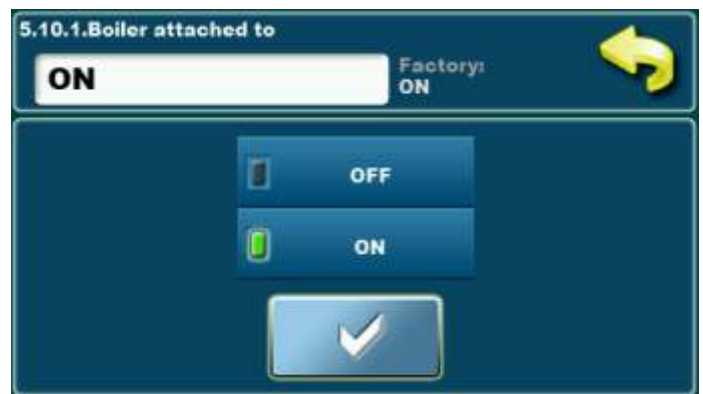 5.10.1.Boiler attached to
ON
Factory:
ON
OFF
ON